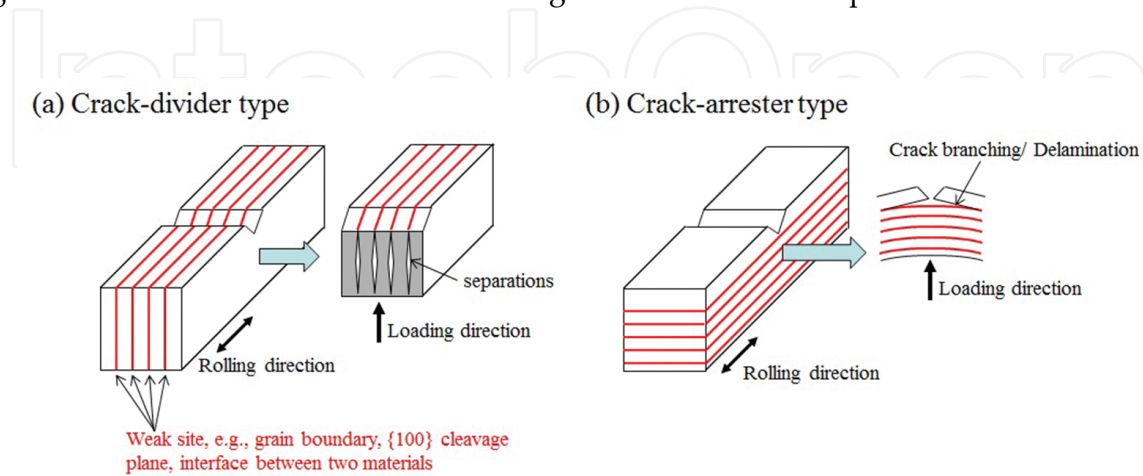 IntechOpen
(a) Crack-divider type
(b) Crack-arrester type
Crack branching/ Delamination
separations
Loading direction
Loading direction
Rolling direction
Rolling direction
Weak site, e.g., grain boundary, {100} cleavage
plane, interface between two materials